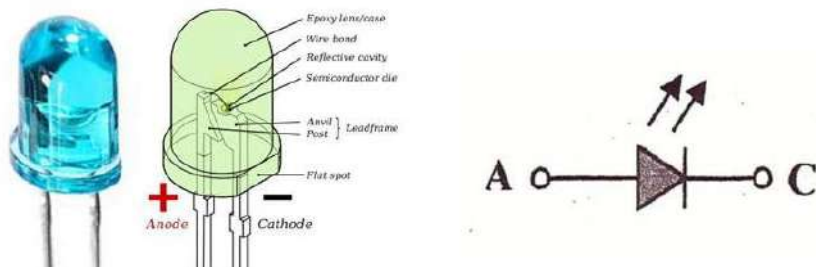 Epoxy lens/case
Wire bond
Reflective cavity
Semiconductor die
Anvil
Post
Leadframe
Flat spot
+
−
Anode
Cathode
A
C